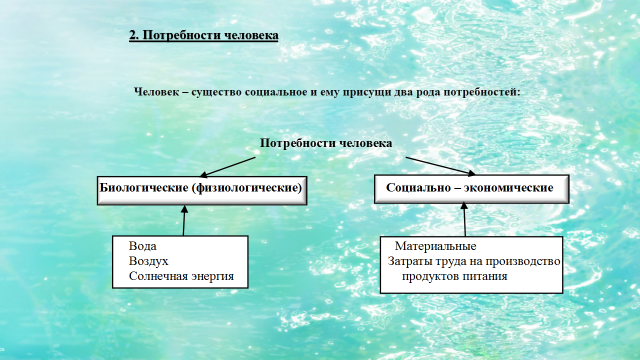 2. Потребности человека
Человек – существо социальное и ему присущи два рода потребностей:
Потребности человека
Биологические (физиологические)
Социально – экономические
Вода
Воздух
Солнечная энергия
Материальные
Затраты труда на производство
продуктов питания